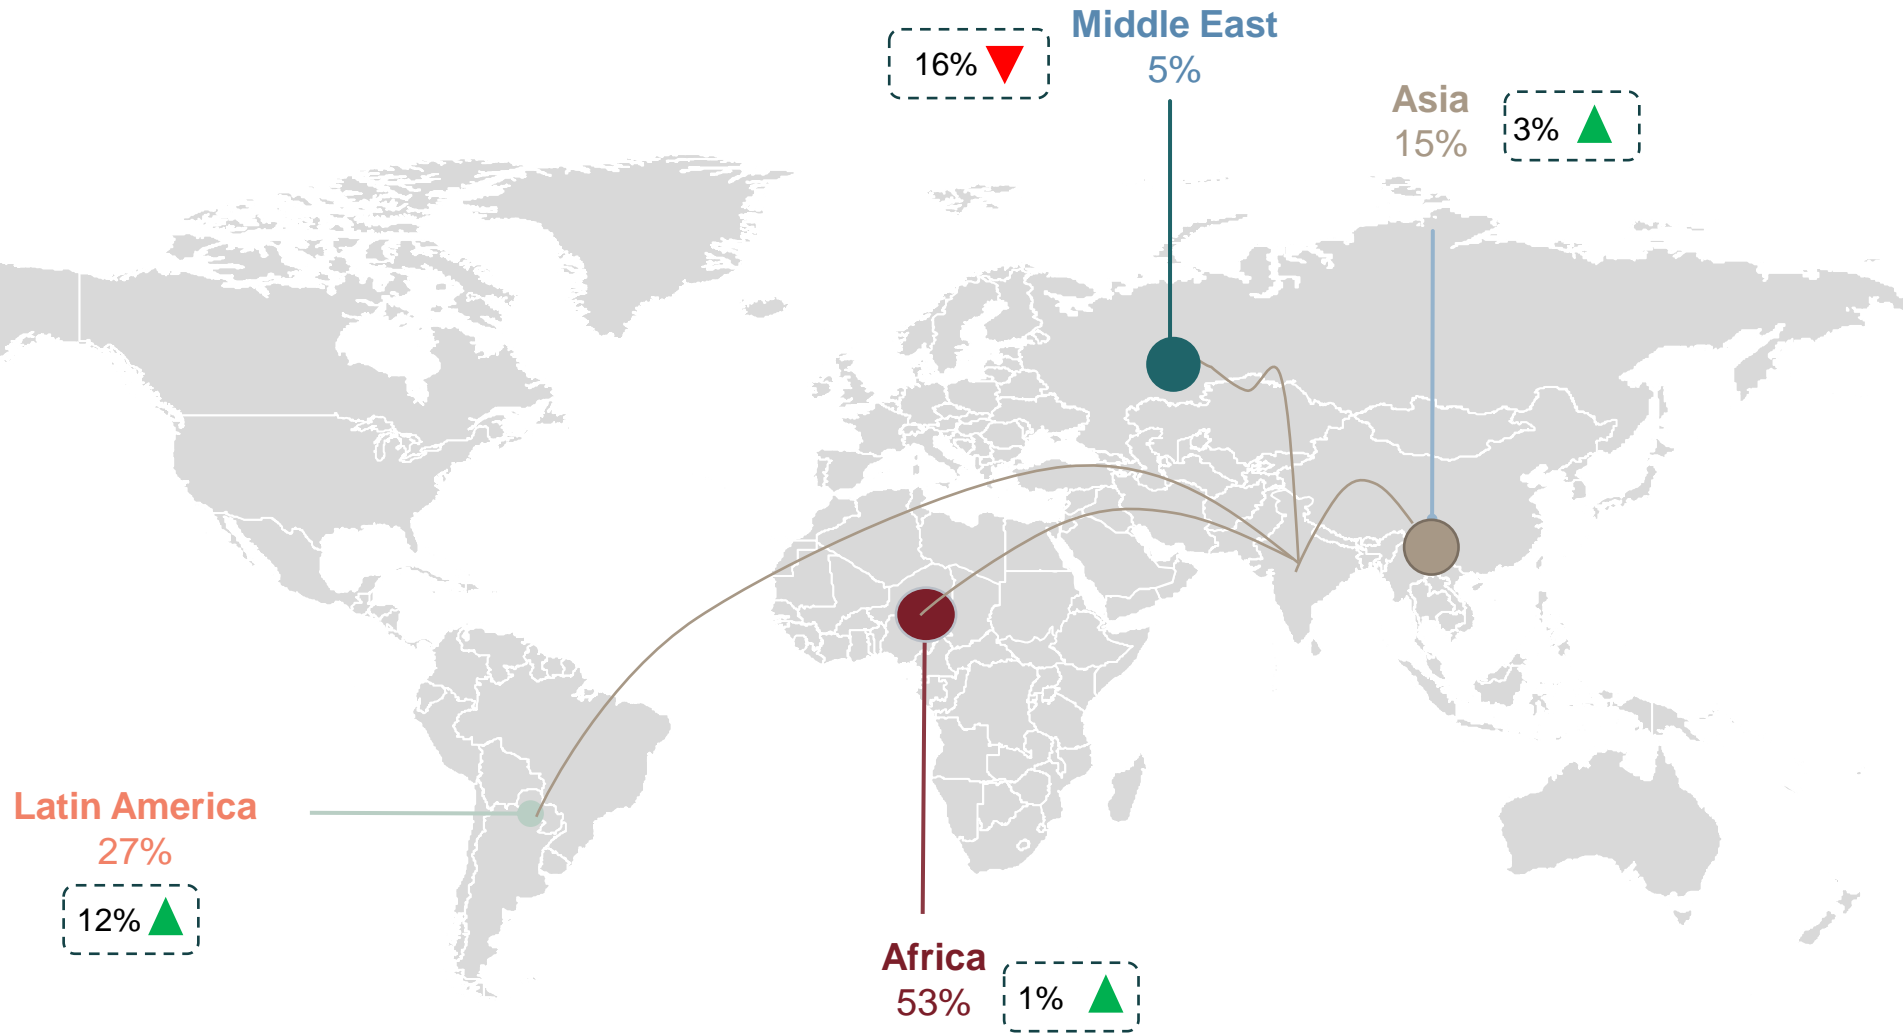 Middle East
5%
16%
Asia
15%
3%
Latin America
27%
12%
Africa
53%
1%